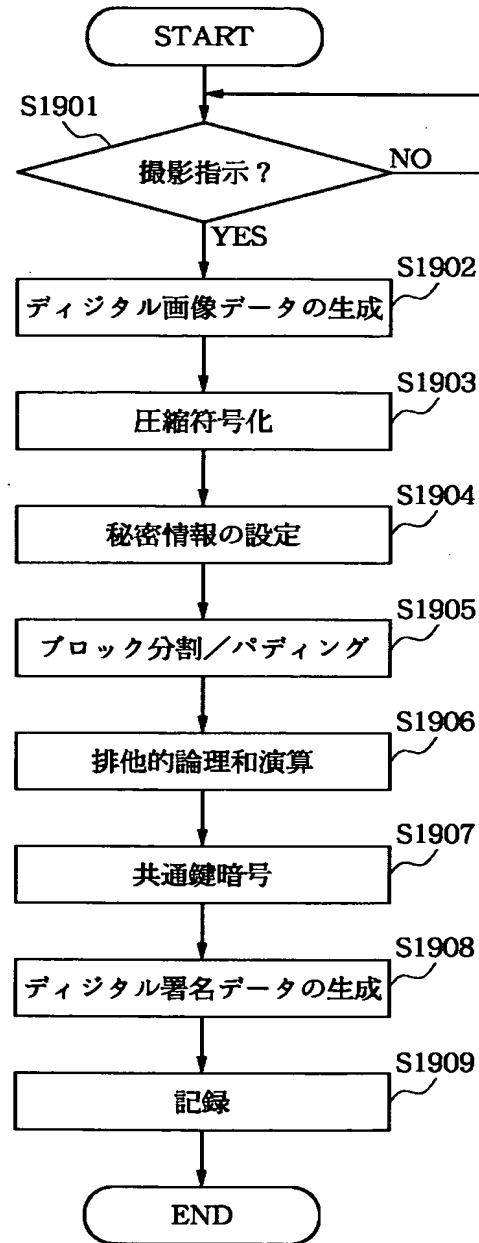 START
S1901
撮影指示?
NO
YES
S1902
ディジタル画像データの生成
S1903
圧縮符号化
S1904
秘密情報の設定
S1905
ブロック分割/パディング
S1906
排他的論理和演算
S1907
共通鍵暗号
S1908
ディジタル署名データの生成
S1909
記録
END